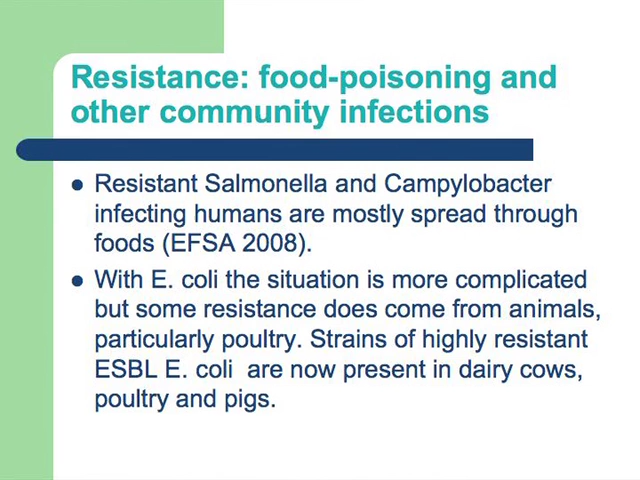 Resistance: food-poisoning and
other community infections
Resistant Salmonella and Campylobacter
infecting humans are mostly spread through
foods (EFSA 2008).
With E. coli the situation is more complicated
but some resistance does come from animals,
particularly poultry. Strains of highly resistant
ESBL E. coli  are now present in dairy cows,
poultry and pigs.